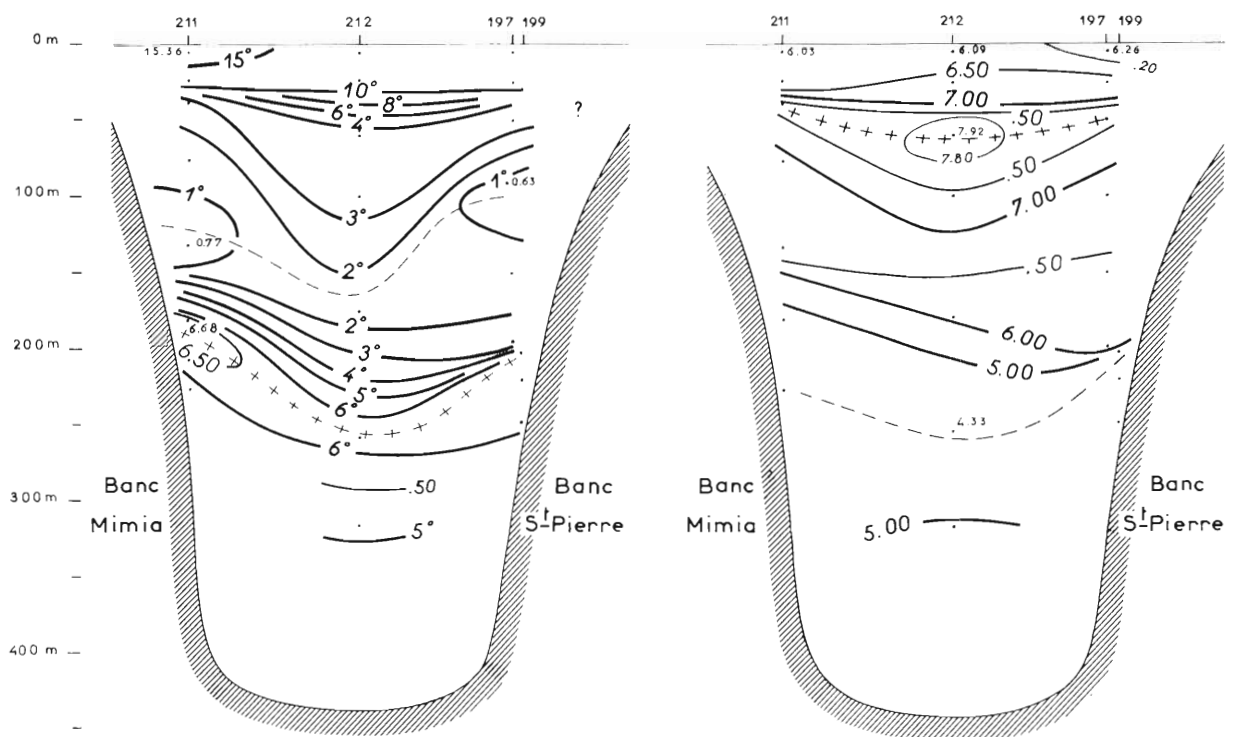 211 212 197 199
211 212 197 199
0 m
15.36
15°
10°
8°
6°
4°
?
100 m
1°
1° 0.63
3°
0.77
2°
2°
200 m
6.68
6.50
3°
4°
5°
6°
6°
300 m
Banc Mimia
.50
5°
Banc St Pierre
400 m
6.03 6.09 6.26
.20
6.50
7.00
.50
7.92
7.80
.50
7.00
.50
6.00
5.00
4.33
Banc Mimia
5.00
Banc St Pierre